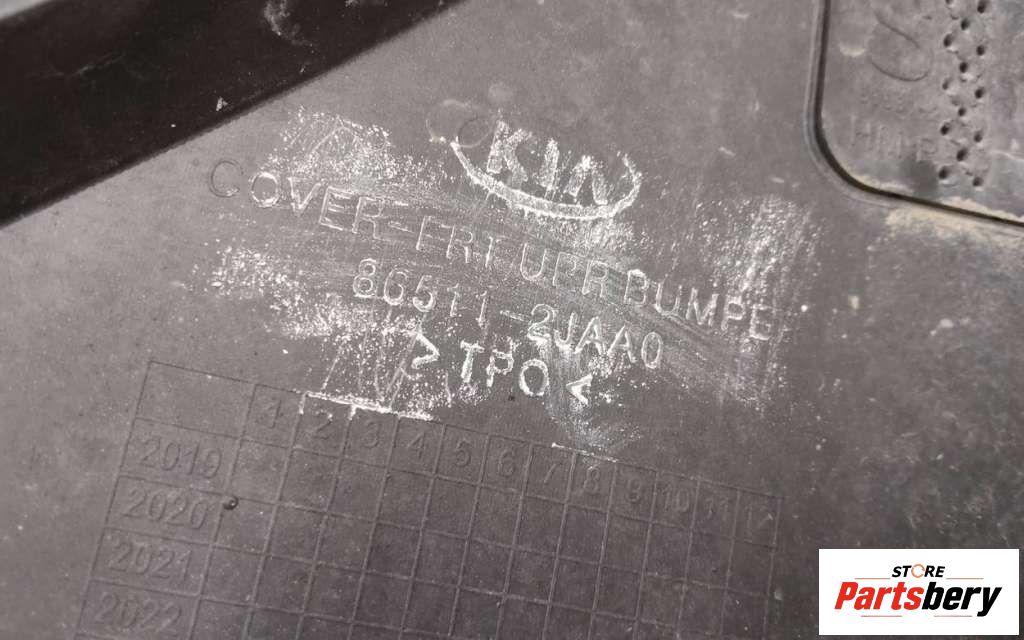 KIA
COVER-FRT UPR BUMPE
86511-2JAA0
>TPO<
1 2 3 4 5 6 7 8 9 10 11 12
2019
2020
2021
2022
STORE
Partsbery